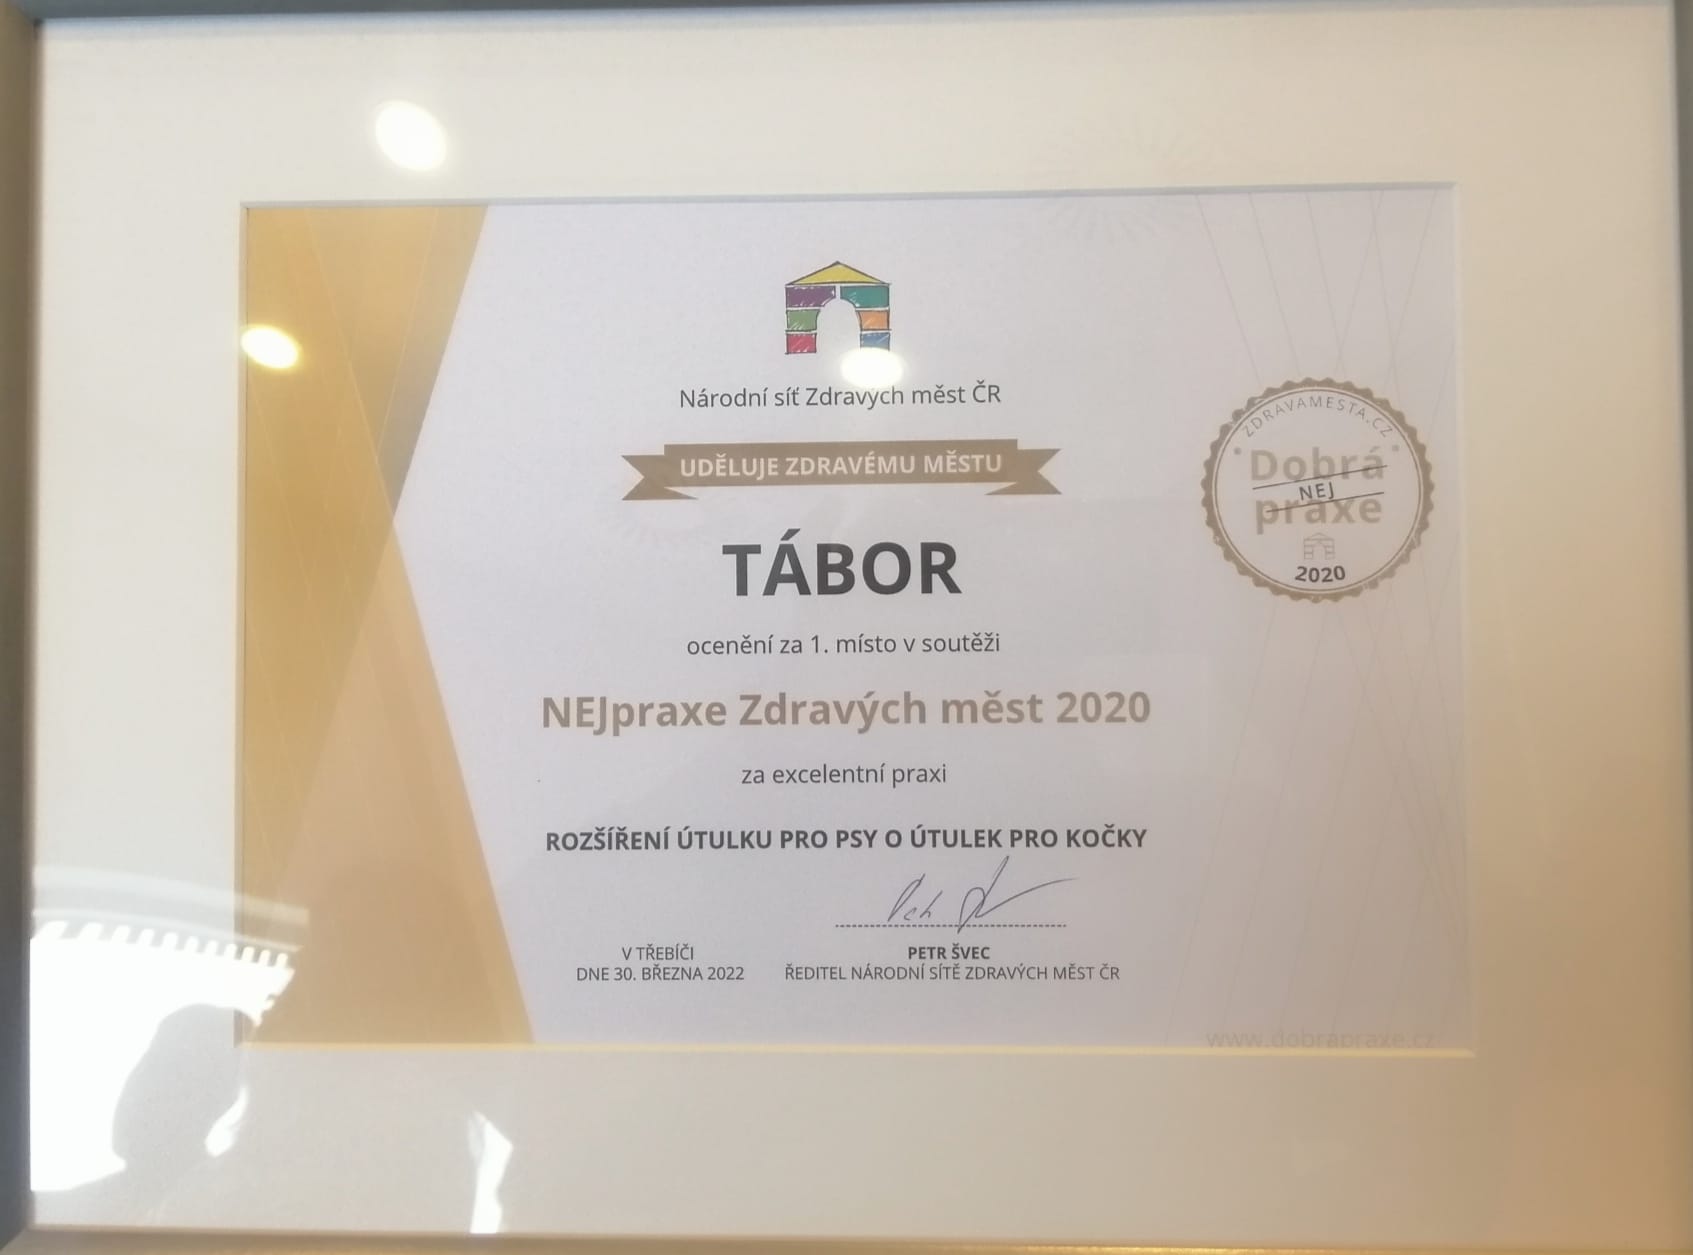 Národní síť Zdravých měst ČR
UDĚLUJE ZDRAVÉMU MĚSTU
TÁBOR
ocenění za 1. místo v soutěži
NEJpraxe Zdravých měst 2020
za excelentní praxi
ROZŠÍŘENÍ ÚTULKU PRO PSY O ÚTULEK PRO KOČKY
V TŘEBÍČI
DNE 30. BŘEZNA 2022
PETR ŠVEC
ŘEDITEL NÁRODNÍ SÍTĚ ZDRAVÝCH MĚST ČR
ZDRAVAMESTA.CZ
Dobrá
NEJ
praxe
2020
www.dobrapraxe.cz